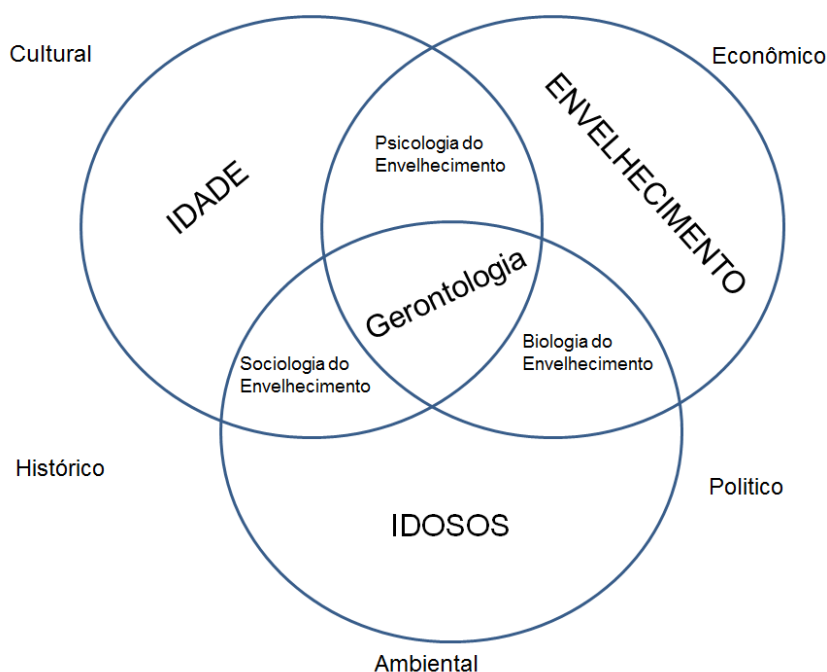 Cultural
Econômico
ENVELHECIMENTO
Psicologia do
Envelhecimento
IDADE
Gerontologia
Sociologia do
Envelhecimento
Biologia do
Envelhecimento
Histórico
Politico
IDOSOS
Ambiental